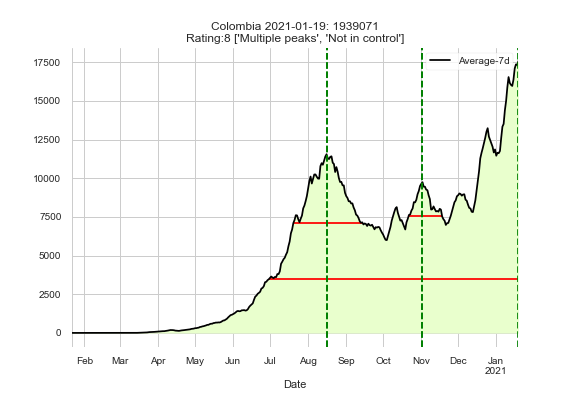 Colombia 2021-01-19: 1939071
Rating:8 ['Multiple peaks', 'Not in control']
Average-7d
17500
15000
12500
10000
7500
5000
2500
0
Feb Mar Apr May Jun Jul Aug Sep Oct Nov Dec Jan
2021
Date